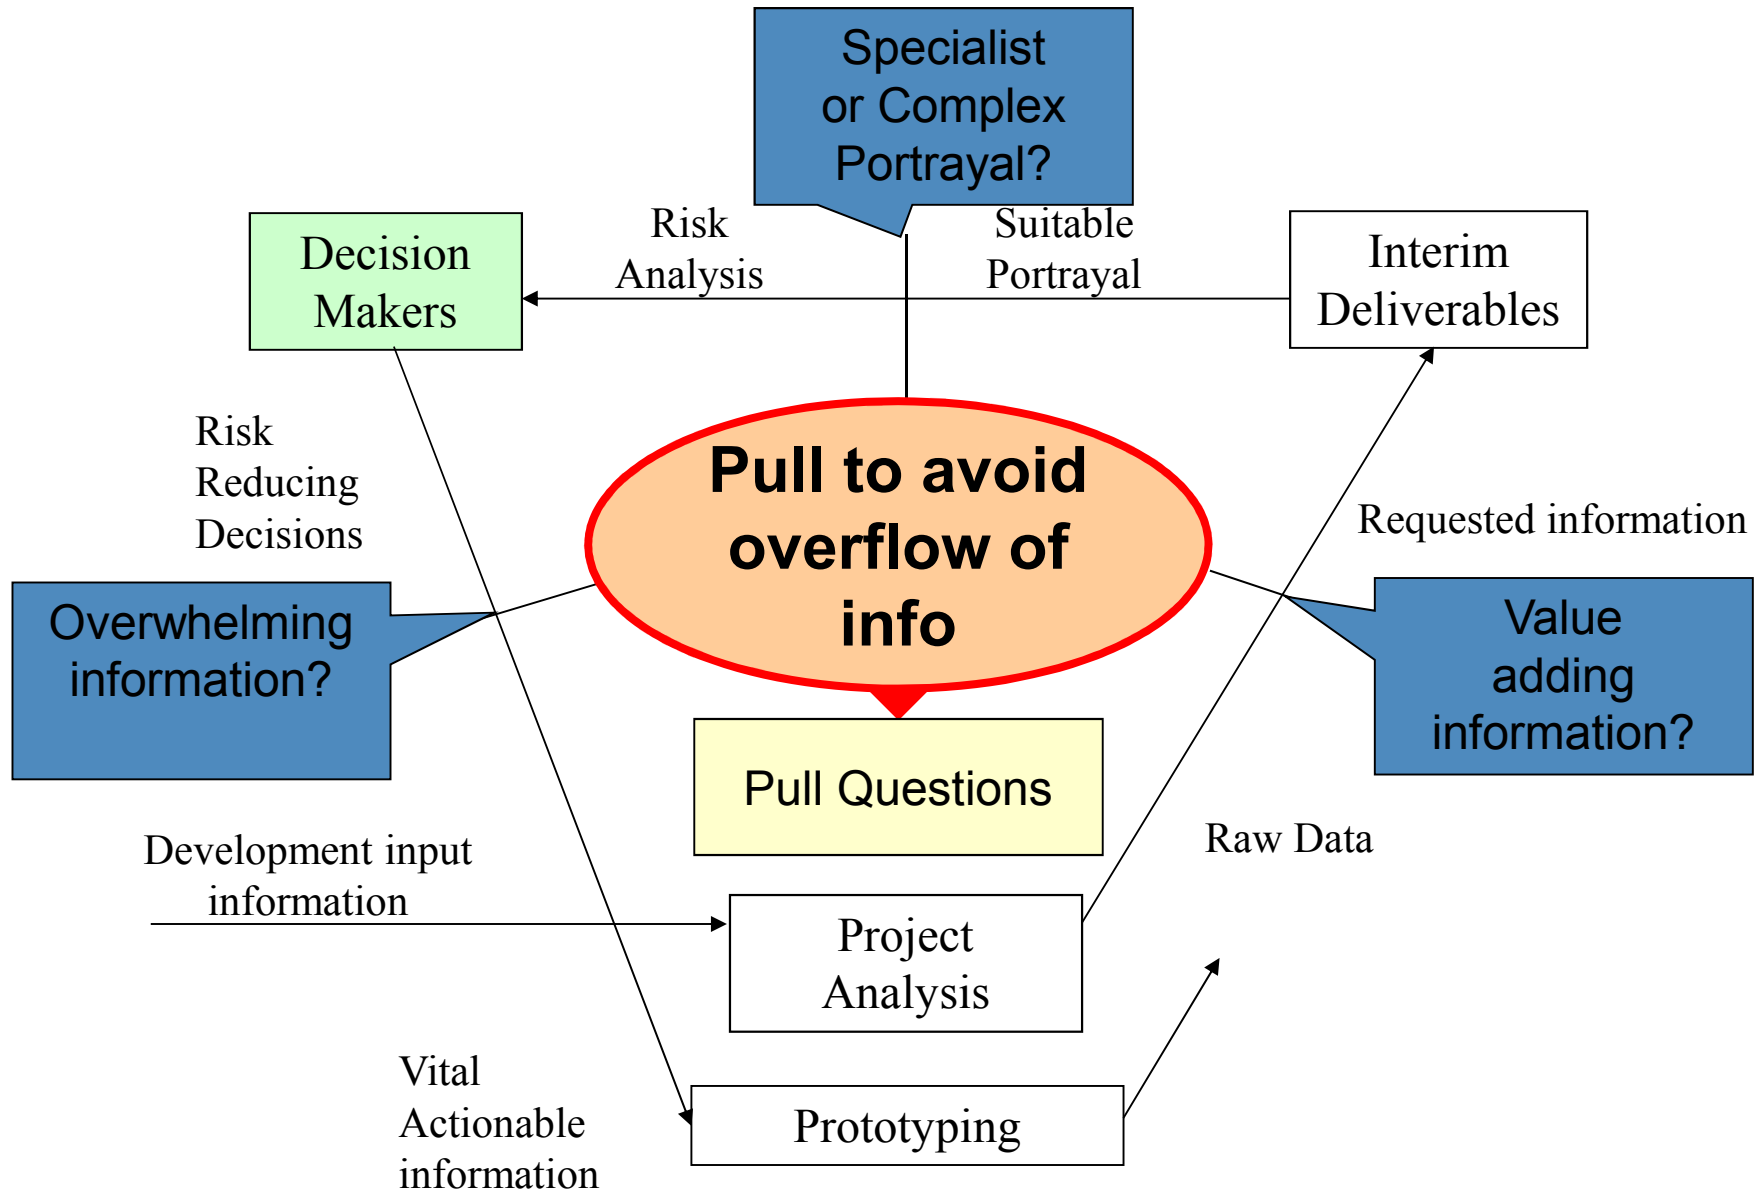 Specialist
or Complex
Portrayal?
Decision
Makers
Risk
Analysis
Suitable
Portrayal
Interim
Deliverables
Risk
Reducing
Decisions
Pull to avoid
overflow of
info
Requested information
Overwhelming
information?
Value
adding
information?
Pull Questions
Development input
information
Raw Data
Project
Analysis
Vital
Actionable
information
Prototyping